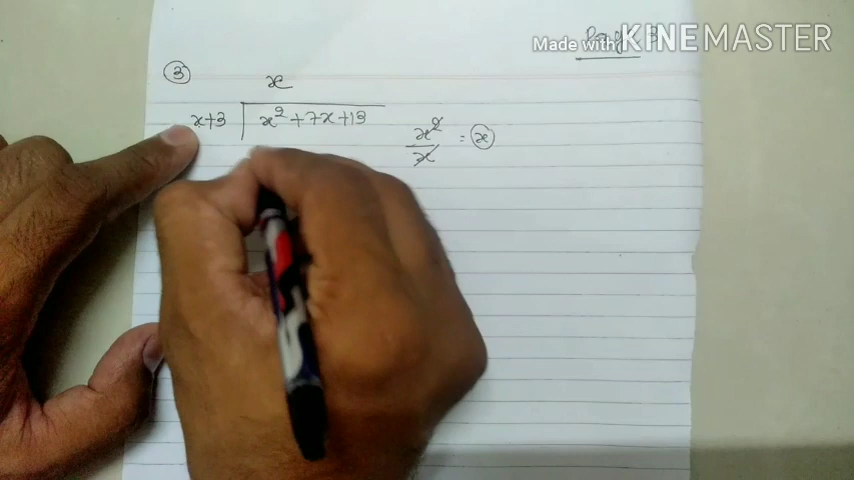 Made with KINEMASTER
③ x
x+3 x²+7x+13
x²/x = x